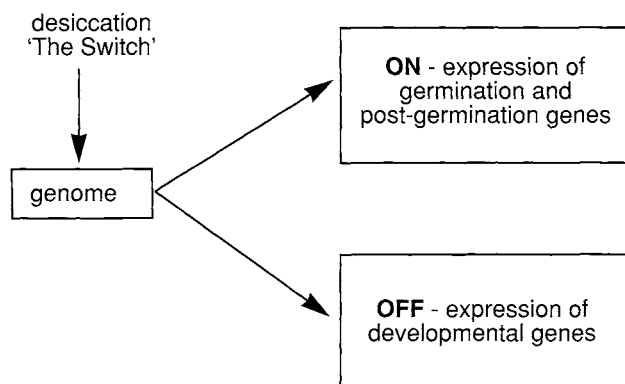 desiccation
'The Switch'
genome
ON - expression of
germination and
post-germination genes
OFF - expression of
developmental genes